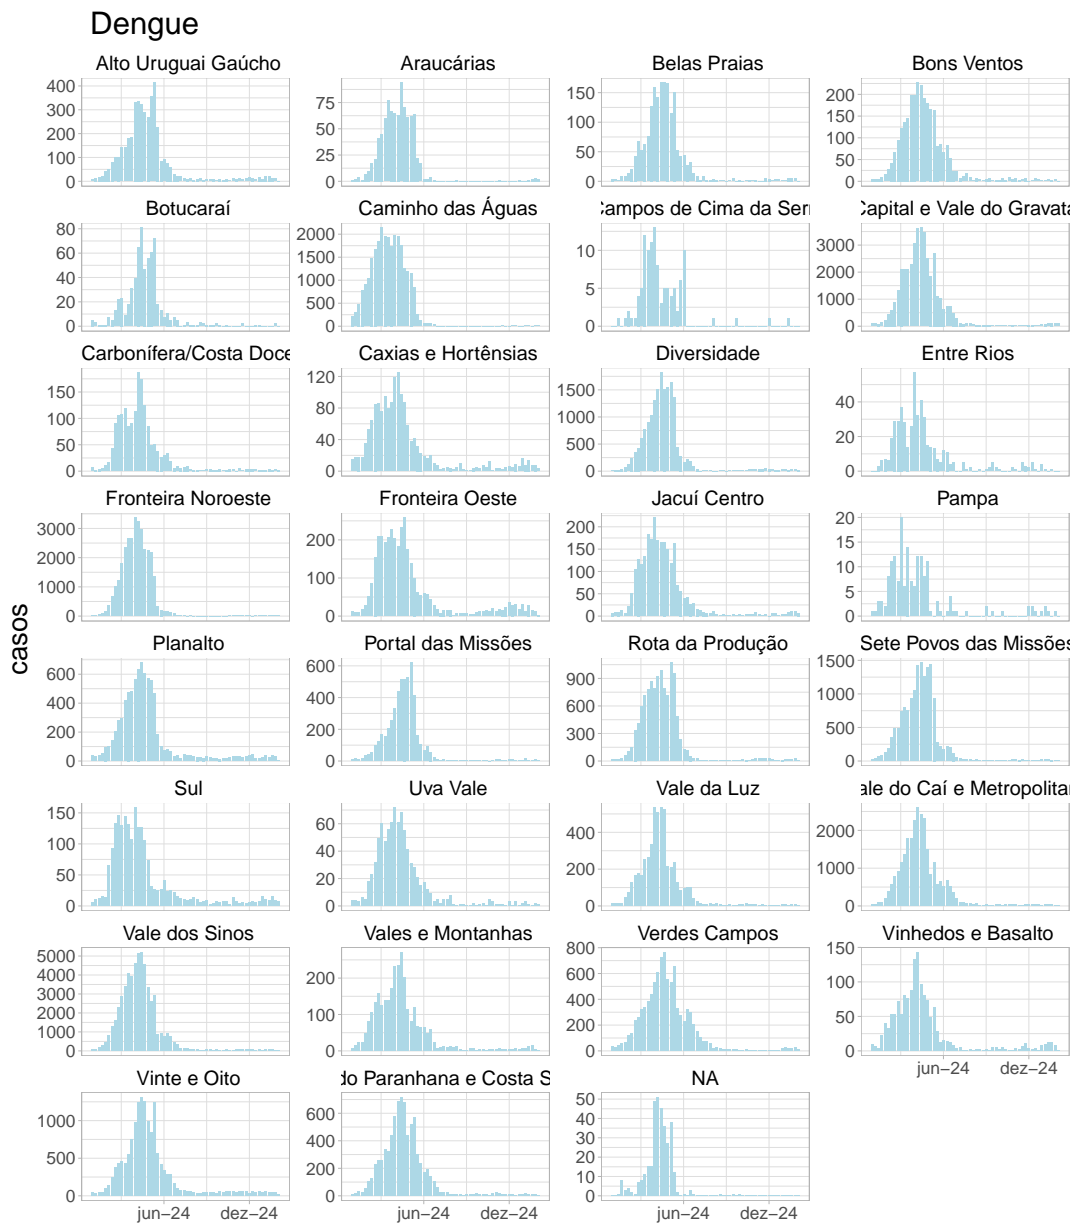 Dengue
Alto Uruguai Gaúcho Araucárias Belas Praias Bons Ventos
400 300 200 100 0 75 50 25 0 150 100 50 0 200 150 100 50 0
Botucaraí Caminho das Águas Campos de Cima da Serr Capital e Vale do Gravata
80 60 40 20 0 2000 1500 1000 500 0 10 5 0 3000 2000 1000 0
Carbonífera/Costa Doce Caxias e Hortênsias Diversidade Entre Rios
150 100 50 0 120 80 40 0 1500 1000 500 0 40 20 0
Fronteira Noroeste Fronteira Oeste Jacuí Centro Pampa
3000 2000 1000 0 200 100 0 200 150 100 50 0 20 15 10 5 0
casos
Planalto Portal das Missões Rota da Produção Sete Povos das Missões
600 400 200 0 600 400 200 0 900 600 300 0 1500 1000 500 0
Sul Uva Vale Vale da Luz ale do Caí e Metropolitan
150 100 50 0 60 40 20 0 400 200 0 2000 1000 0
Vale dos Sinos Vales e Montanhas Verdes Campos Vinhedos e Basalto
5000 4000 3000 2000 1000 0 200 100 0 800 600 400 200 0 150 100 50 0
jun−24 dez−24
Vinte e Oito do Paranhana e Costa S NA
1000 500 0 600 400 200 0 50 40 30 20 10 0
jun−24 dez−24 jun−24 dez−24 jun−24 dez−24